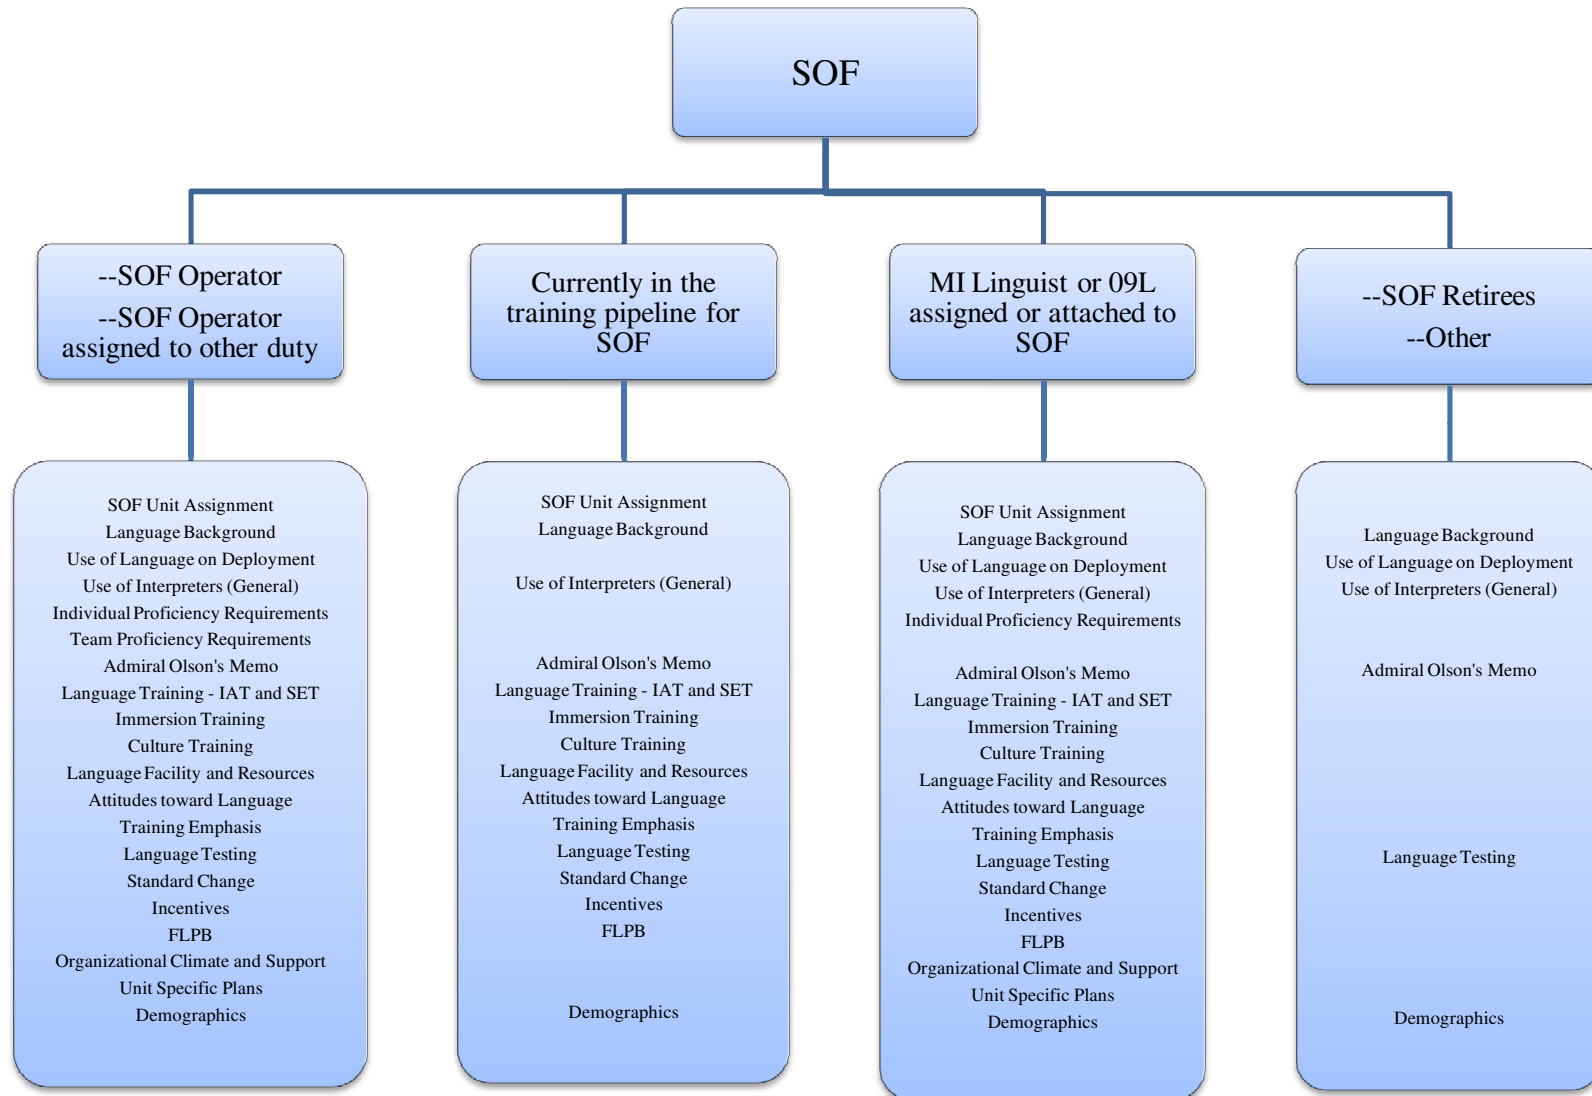 SOF
--SOF Operator
--SOF Operator
assigned to other duty
Currently in the
training pipeline for
SOF
MI Linguist or 09L
assigned or attached to
SOF
--SOF Retirees
--Other
SOF Unit Assignment
Language Background
Use of Language on Deployment
Use of Interpreters (General)
Individual Proficiency Requirements
Team Proficiency Requirements
Admiral Olson's Memo
Language Training - IAT and SET
Immersion Training
Culture Training
Language Facility and Resources
Attitudes toward Language
Training Emphasis
Language Testing
Standard Change
Incentives
FLPB
Organizational Climate and Support
Unit Specific Plans
Demographics
SOF Unit Assignment
Language Background
Use of Interpreters (General)
Admiral Olson's Memo
Language Training - IAT and SET
Immersion Training
Culture Training
Language Facility and Resources
Attitudes toward Language
Training Emphasis
Language Testing
Standard Change
Incentives
FLPB
Demographics
SOF Unit Assignment
Language Background
Use of Language on Deployment
Use of Interpreters (General)
Individual Proficiency Requirements
Admiral Olson's Memo
Language Training - IAT and SET
Immersion Training
Culture Training
Language Facility and Resources
Attitudes toward Language
Training Emphasis
Language Testing
Standard Change
Incentives
FLPB
Organizational Climate and Support
Unit Specific Plans
Demographics
Language Background
Use of Language on Deployment
Use of Interpreters (General)
Admiral Olson's Memo
Language Testing
Demographics